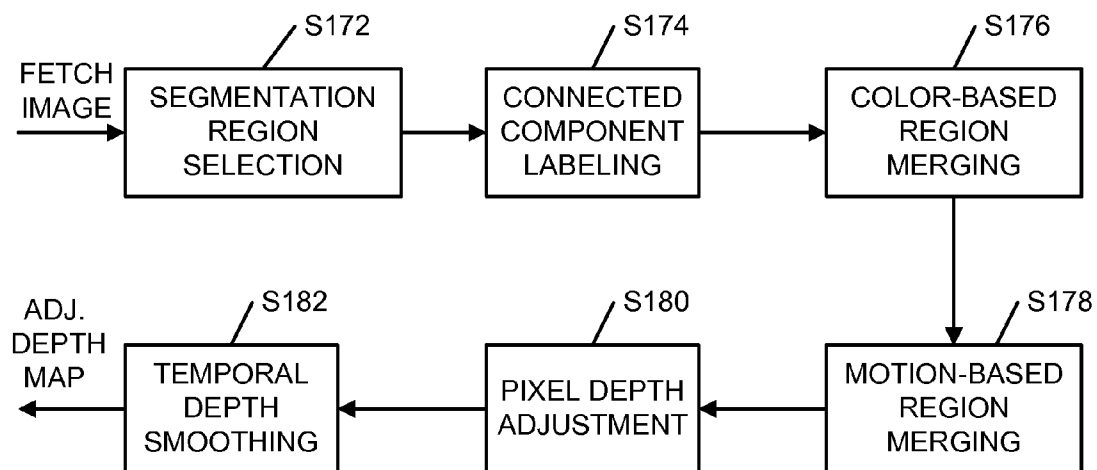 S172
S174
S176
FETCH
IMAGE
SEGMENTATION
REGION
SELECTION
CONNECTED
COMPONENT
LABELING
COLOR-BASED
REGION
MERGING
S182
S180
S178
ADJ.
DEPTH
MAP
TEMPORAL
DEPTH
SMOOTHING
PIXEL DEPTH
ADJUSTMENT
MOTION-BASED
REGION
MERGING